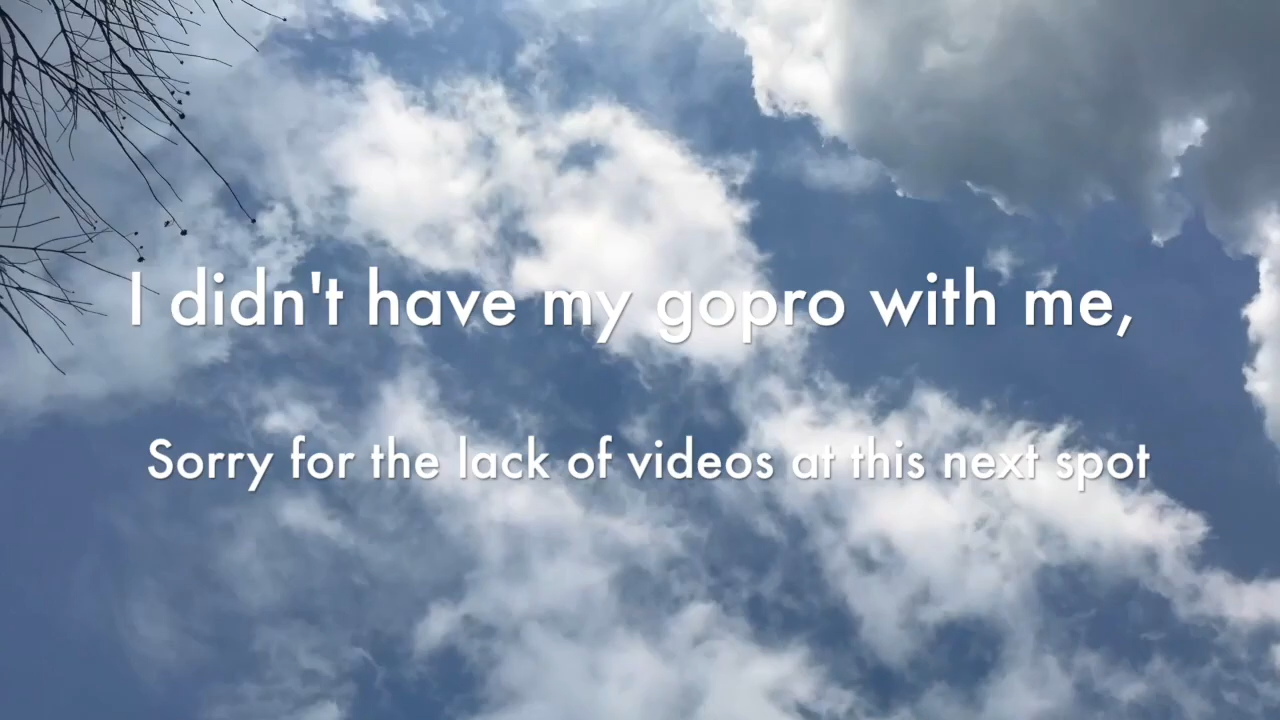 I didn't have my gopro with me,
Sorry for the lack of videos at this next spot